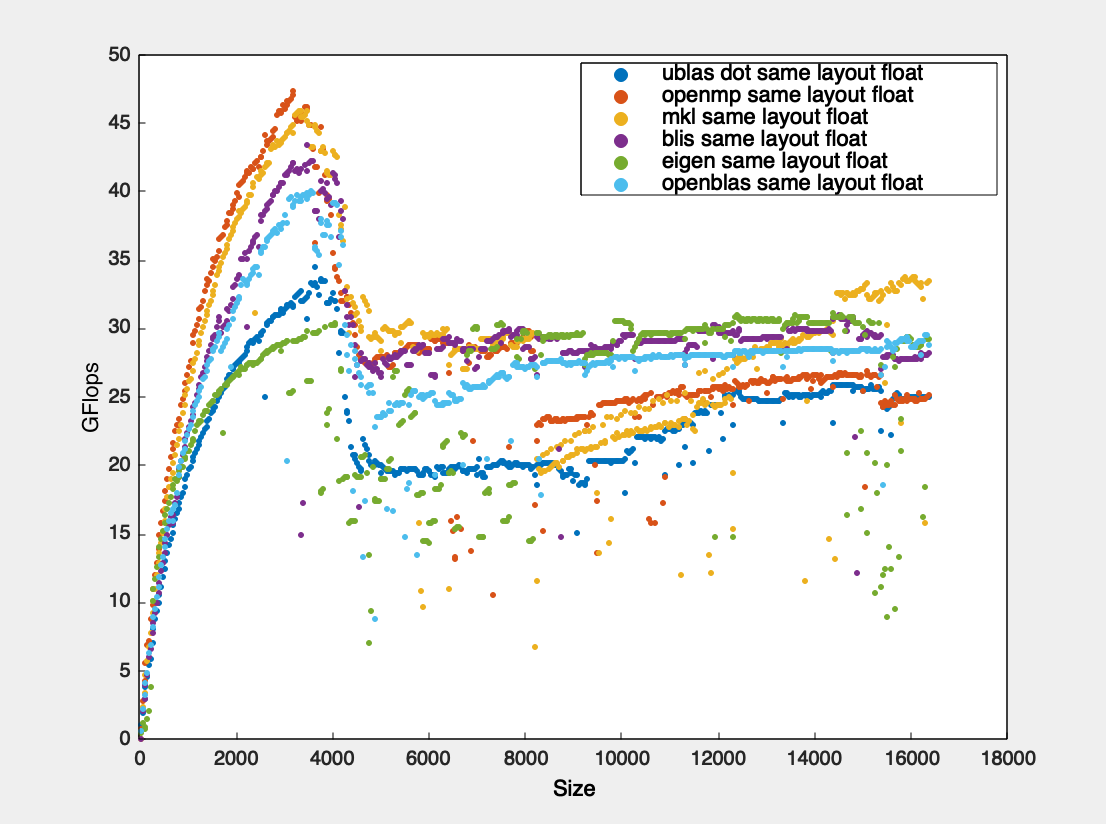 50
45
40
35
30
25
20
15
10
5
0
GFlops
ublas dot same layout float
openmp same layout float
mkl same layout float
blis same layout float
eigen same layout float
openblas same layout float
0 2000 4000 6000 8000 10000 12000 14000 16000 18000
Size